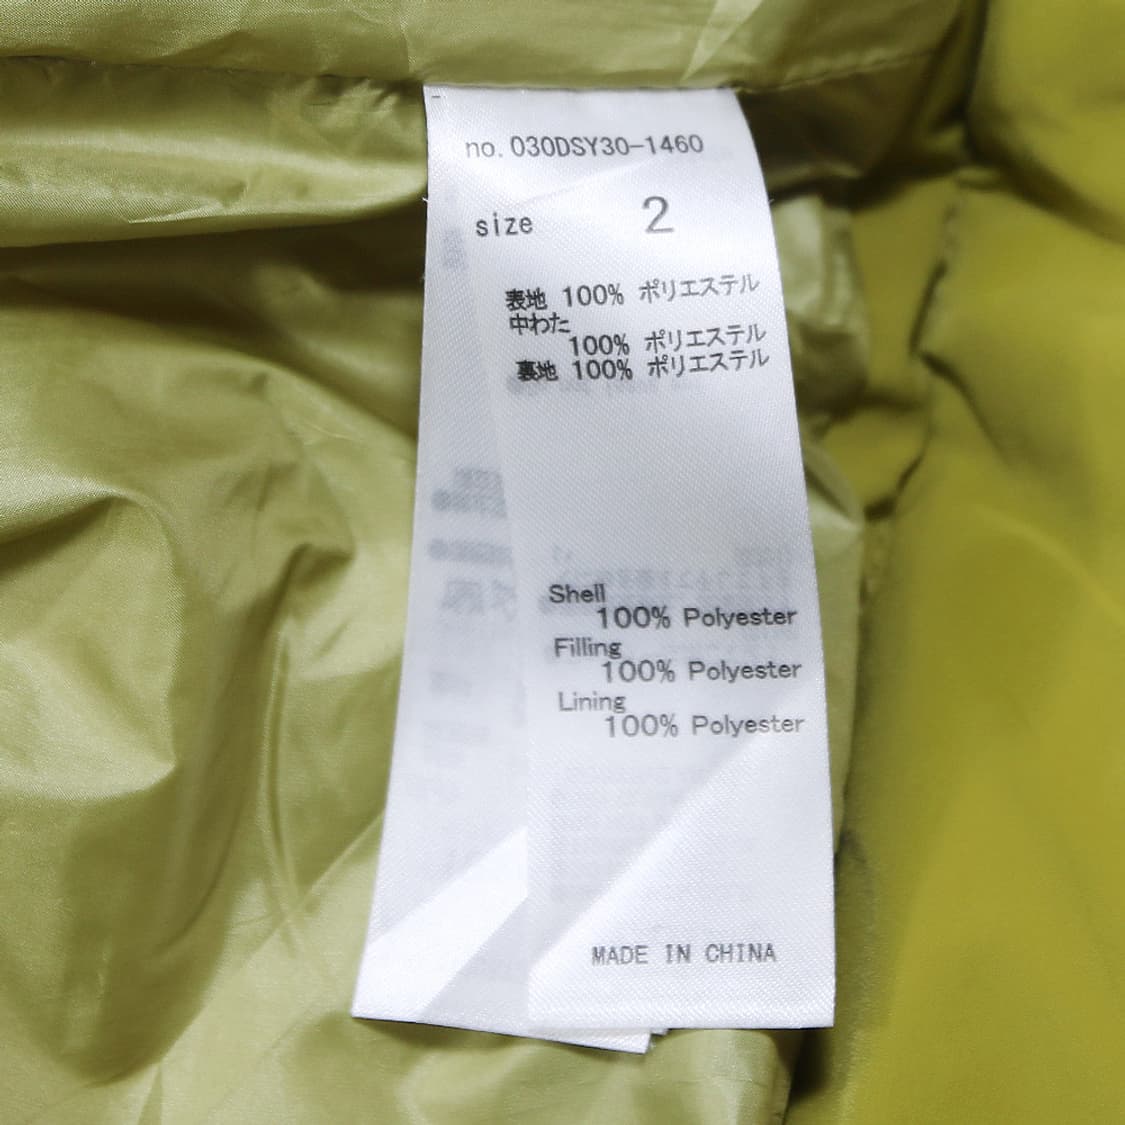 no. 030DSY30-1460
size 2
表地 100% ポリエステル
中わた
100% ポリエステル
裏地 100% ポリエステル
Shell
100% Polyester
Filling
100% Polyester
Lining
100% Polyester
MADE IN CHINA